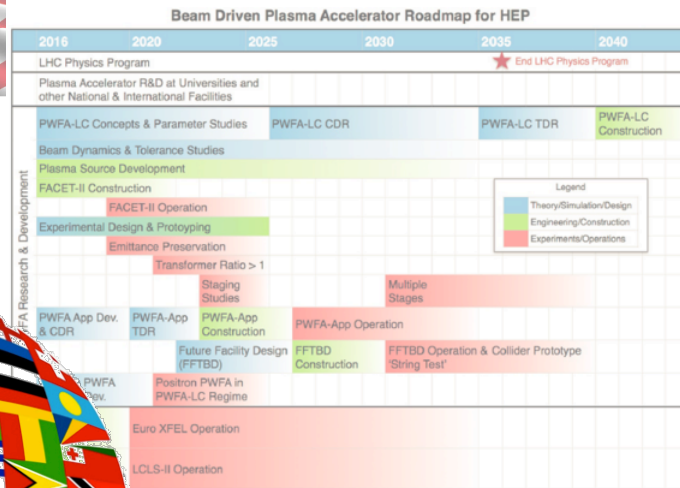 Beam Driven Plasma Accelerator Roadmap for HEP
2016 2020 2025 2030 2035 2040
LHC Physics Program
End LHC Physics Program
Plasma Accelerator R&D at Universities and
other National & International Facilities
PWFA-LC Concepts & Parameter Studies
PWFA-LC CDR
PWFA-LC TDR
PWFA-LC
Construction
Beam Dynamics & Tolerance Studies
Plasma Source Development
FACET-II Construction
Legend
Theory/Simulation/Design
Engineering/Construction
Experiments/Operations
FACET-II Operation
Experimental Design & Protoyping
Emittance Preservation
Transformer Ratio > 1
Staging
Studies
Multiple
Stages
PWFA App Dev.
& CDR
PWFA-App
TDR
PWFA-App
Construction
PWFA-App Operation
Future Facility Design
(FFTBD)
FFTBD
Construction
FFTBD Operation & Collider Prototype
'String Test'
PWFA
Dev.
Positron PWFA in
PWFA-LC Regime
Euro XFEL Operation
LCLS-II Operation
Research & Development